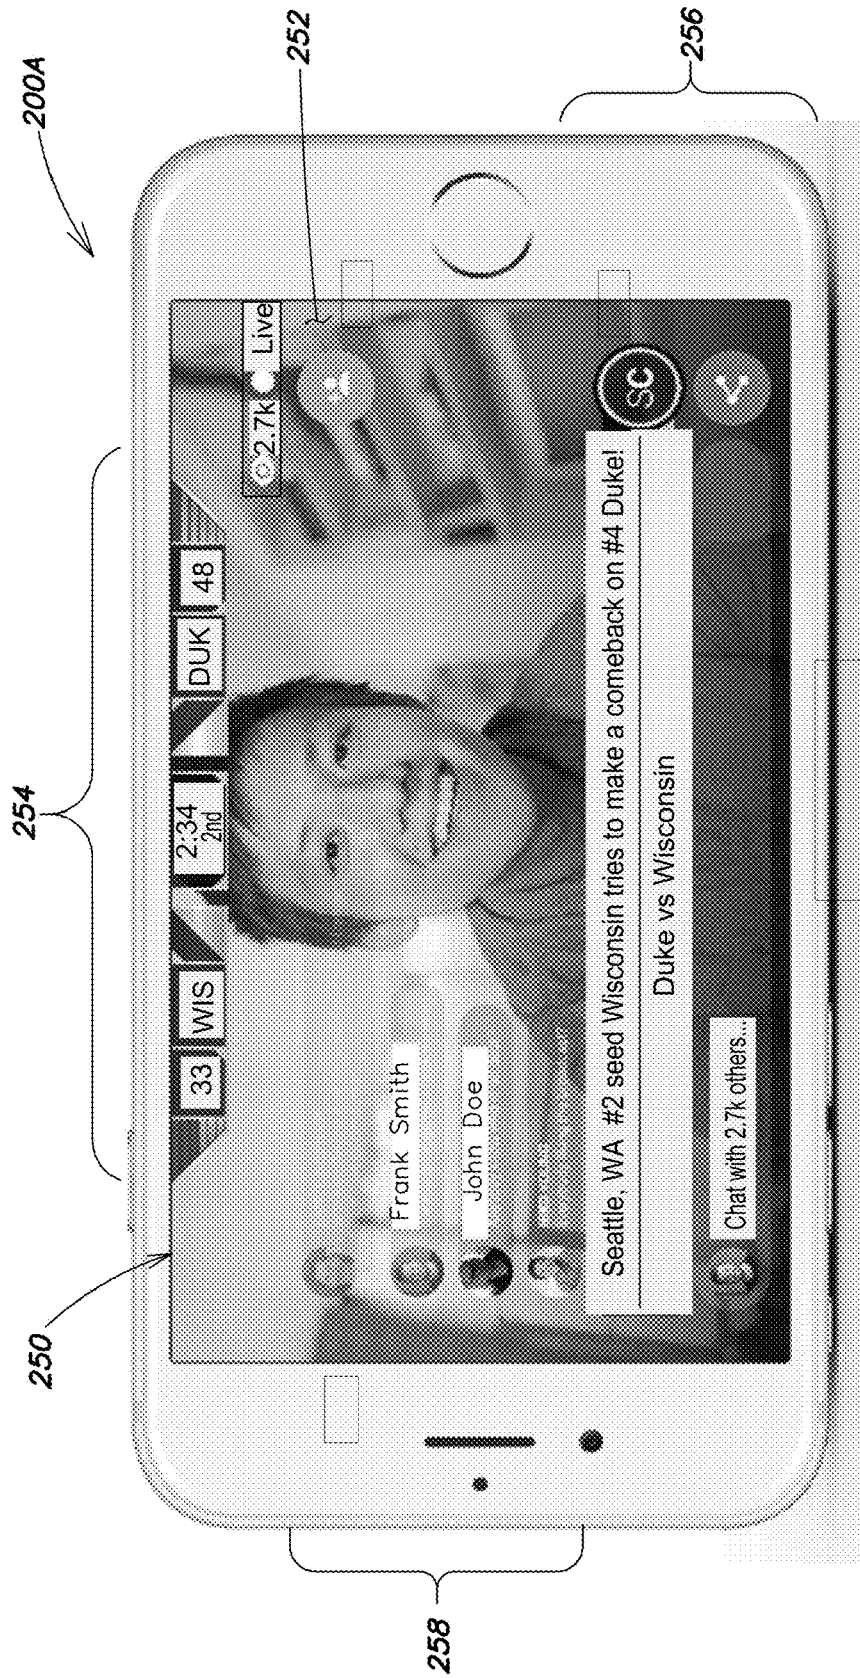 200A
250
254
252
33 WIS 2:34 DUK 48
2nd
2.7k Live
258
Frank Smith
John Doe
Seattle, WA #2 seed Wisconsin tries to make a comeback on #4 Duke!
SC
Duke vs Wisconsin
256
Chat with 2.7k others...